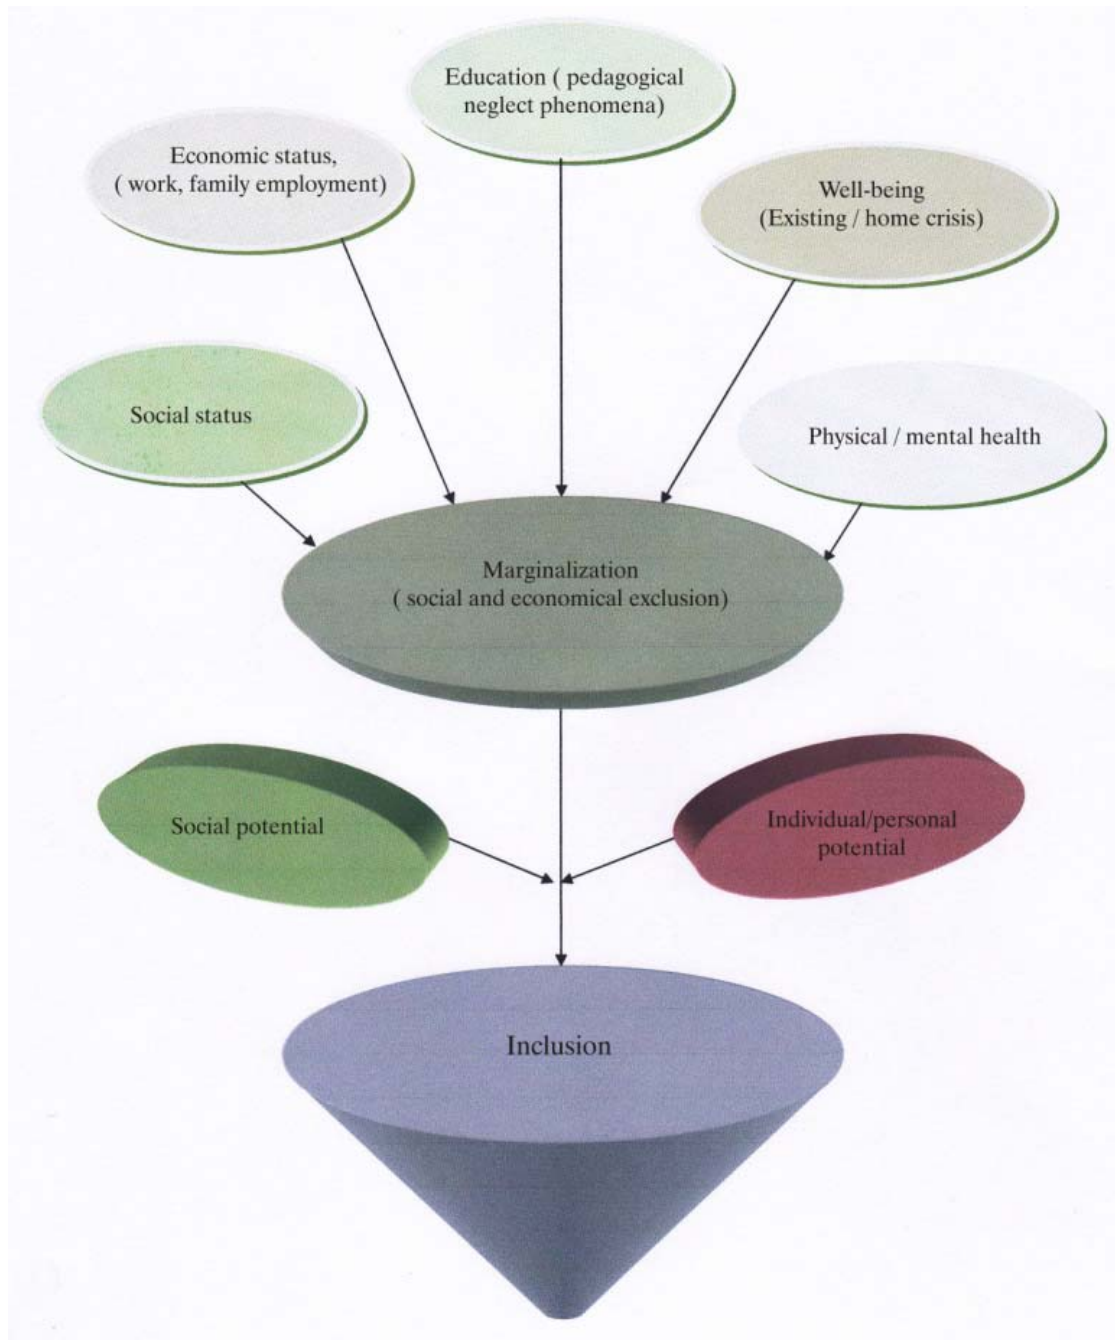 Education ( pedagogical
neglect phenomena)
Economic status,
( work, family employment)
Well-being
(Existing / home crisis)
Social status
Physical / mental health
Marginalization
( social and economical exclusion)
Social potential
Individual/personal
potential
Inclusion